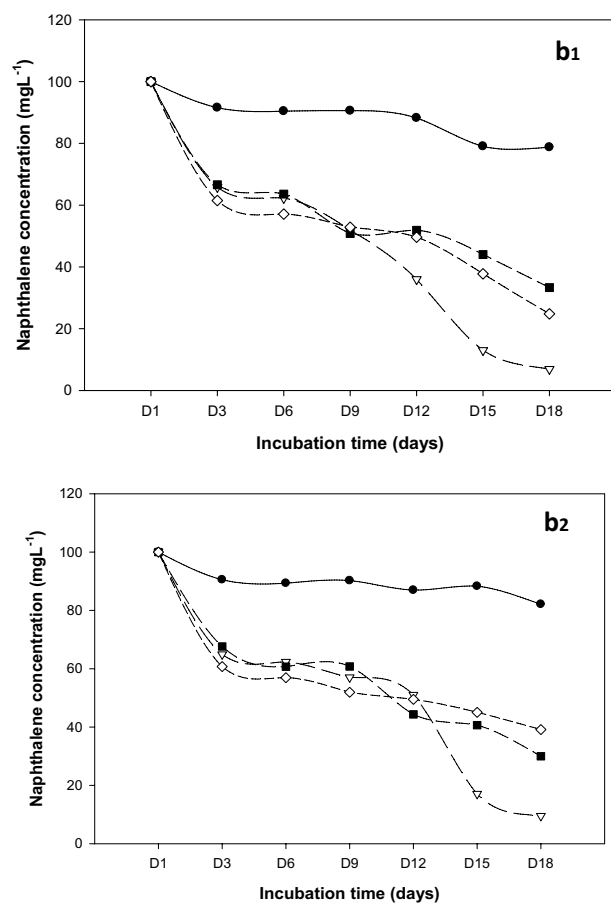 b1
120
100
80
60
40
20
0
Naphthalene concentration (mgL⁻¹)
D1 D3 D6 D9 D12 D15 D18
Incubation time (days)
b2
120
100
80
60
40
20
0
Naphthalene concentration (mgL⁻¹)
D1 D3 D6 D9 D12 D15 D18
Incubation time (days)